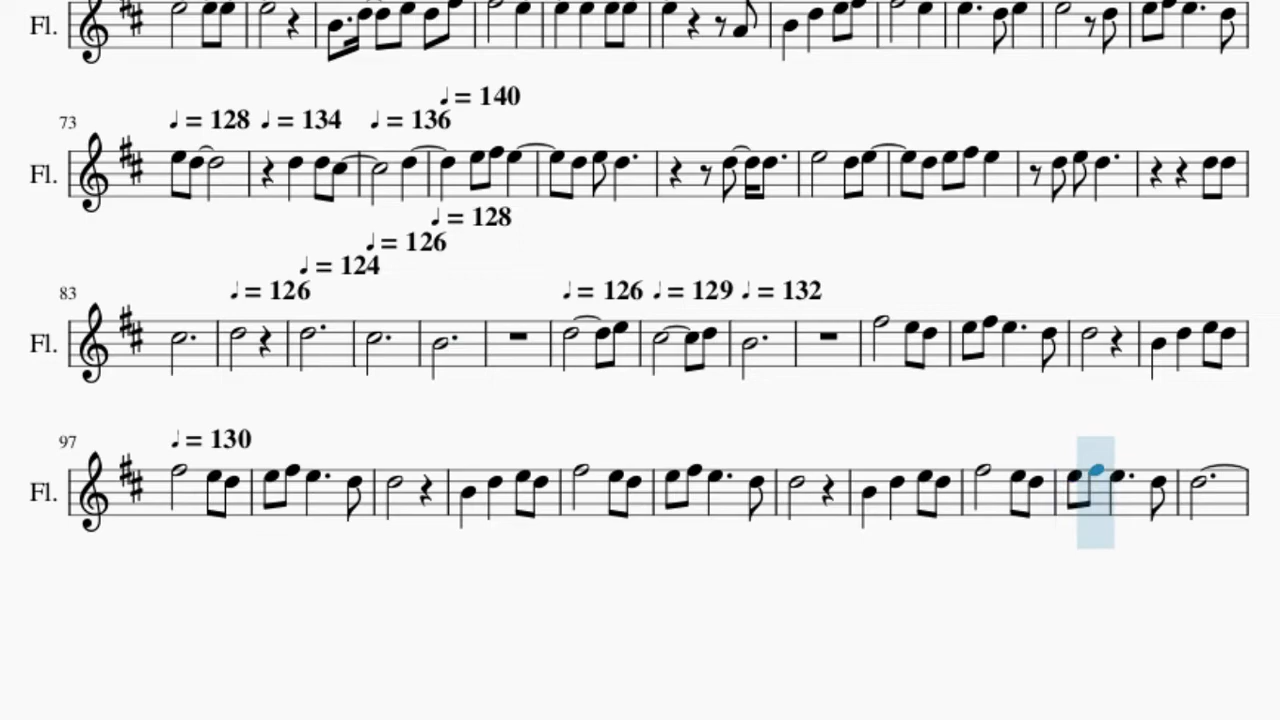 Fl.
♩ = 140
73 ♩ = 128 ♩ = 134 ♩ = 136
Fl.
♩ = 128
♩ = 126
♩ = 124
83 ♩ = 126 ♩ = 126 ♩ = 129 ♩ = 132
Fl.
97 ♩ = 130
Fl.